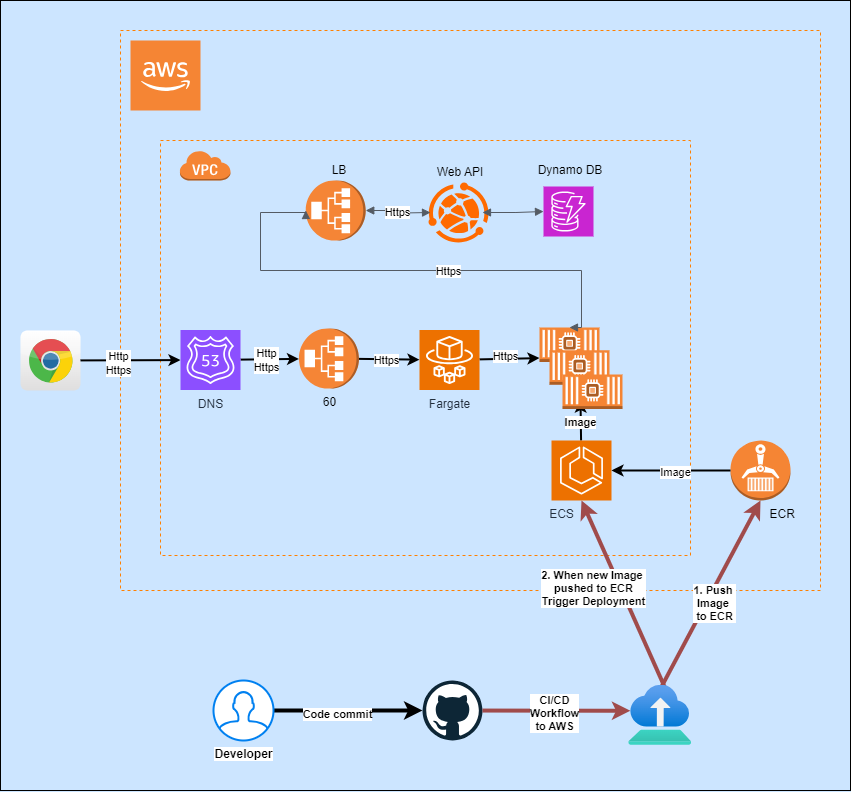 aws
VPC
LB
Web API
Dynamo DB
Https
Https
Http
Https
53
Http
Https
Https
Https
DNS
60
Fargate
Image
Image
ECS
ECR
2. When new Image
pushed to ECR
Trigger Deployment
1. Push
Image
to ECR
Code commit
CI/CD
Workflow
to AWS
Developer